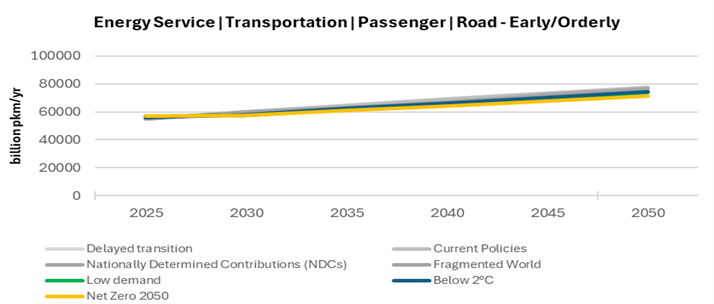 Energy Service | Transportation | Passenger | Road - Early/Orderly
billion pkm/yr
100000
80000
60000
40000
20000
0
2025 2030 2035 2040 2045 2050
Delayed transition Current Policies
Nationally Determined Contributions (NDCs) Fragmented World
Low demand Below 2°C
Net Zero 2050